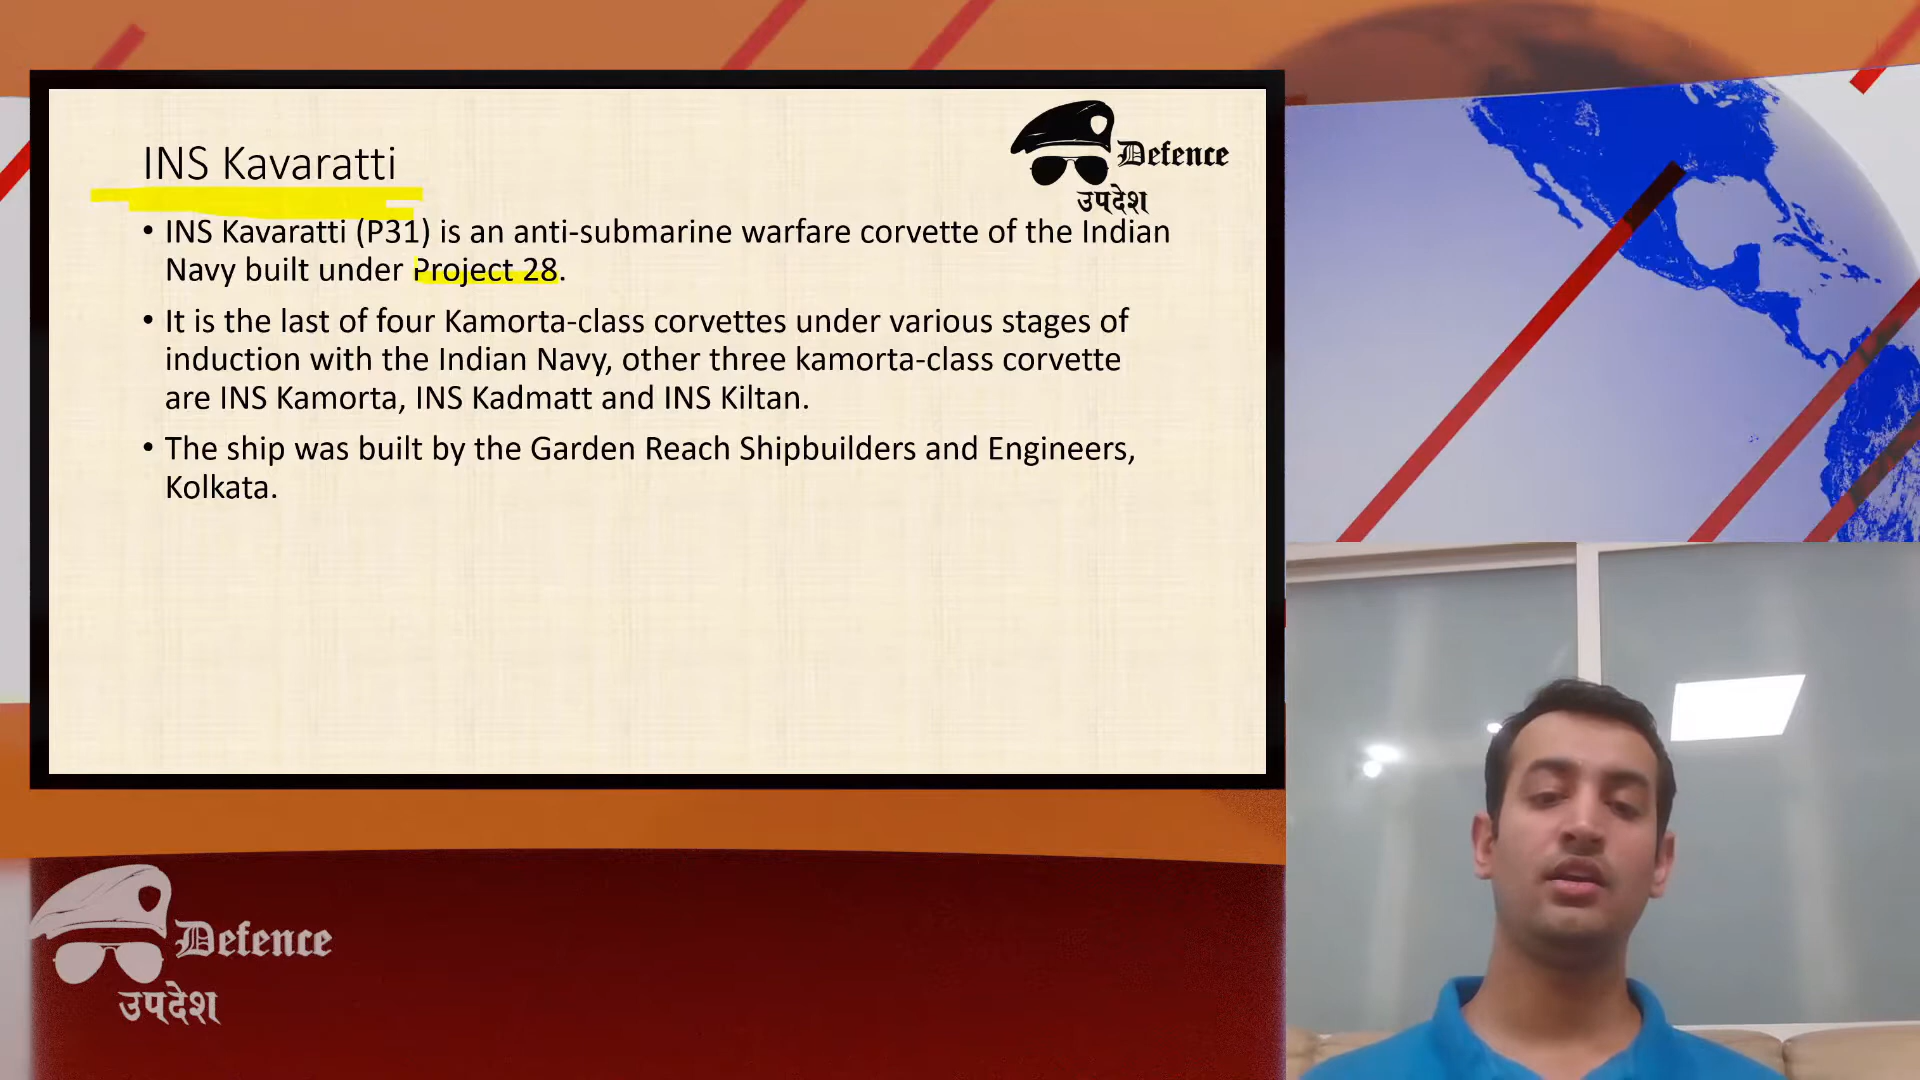 INS Kavaratti
Defence
उपदेश
• INS Kavaratti (P31) is an anti-submarine warfare corvette of the Indian
Navy built under Project 28.
• It is the last of four Kamorta-class corvettes under various stages of
induction with the Indian Navy, other three kamorta-class corvette
are INS Kamorta, INS Kadmatt and INS Kiltan.
• The ship was built by the Garden Reach Shipbuilders and Engineers,
Kolkata.
Defence
उपदेश